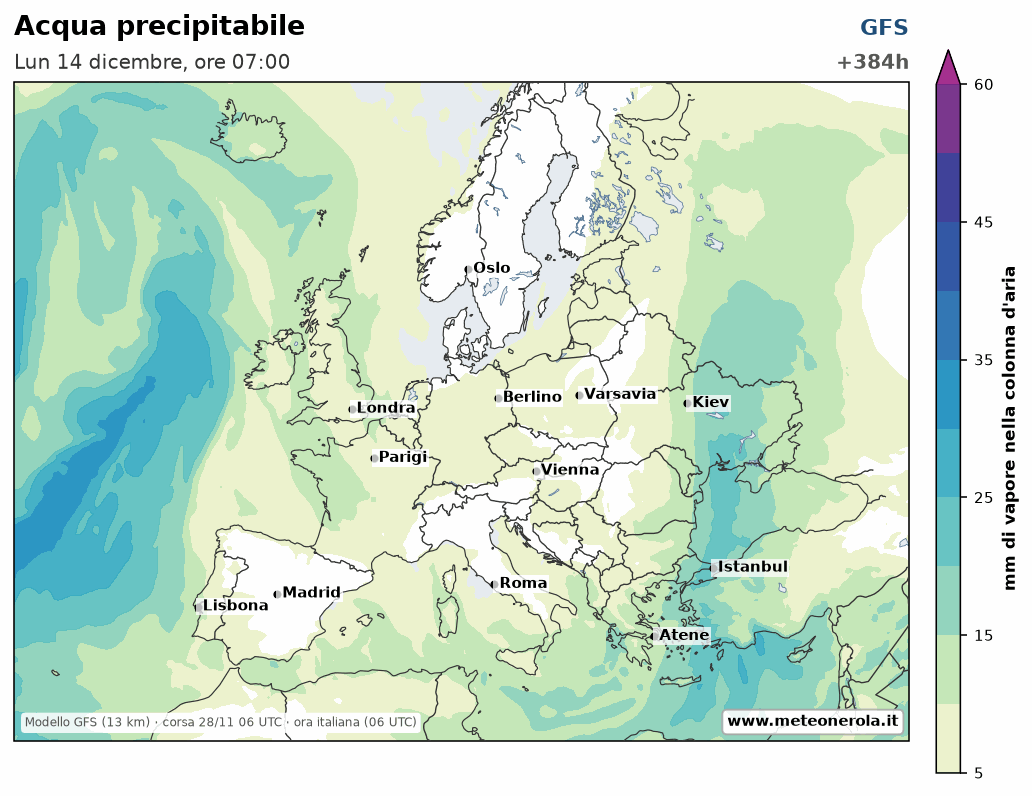 Acqua precipitabile
GFS
Lun 14 dicembre, ore 07:00
+384h
60
45
35
25
15
5
mm di vapore nella colonna d'aria
Oslo
Londra
Berlino
Varsavia
Kiev
Parigi
Vienna
Istanbul
Roma
Madrid
Lisbona
Atene
Modello GFS (13 km) · corsa 28/11 06 UTC · ora italiana (06 UTC)
www.meteonerola.it